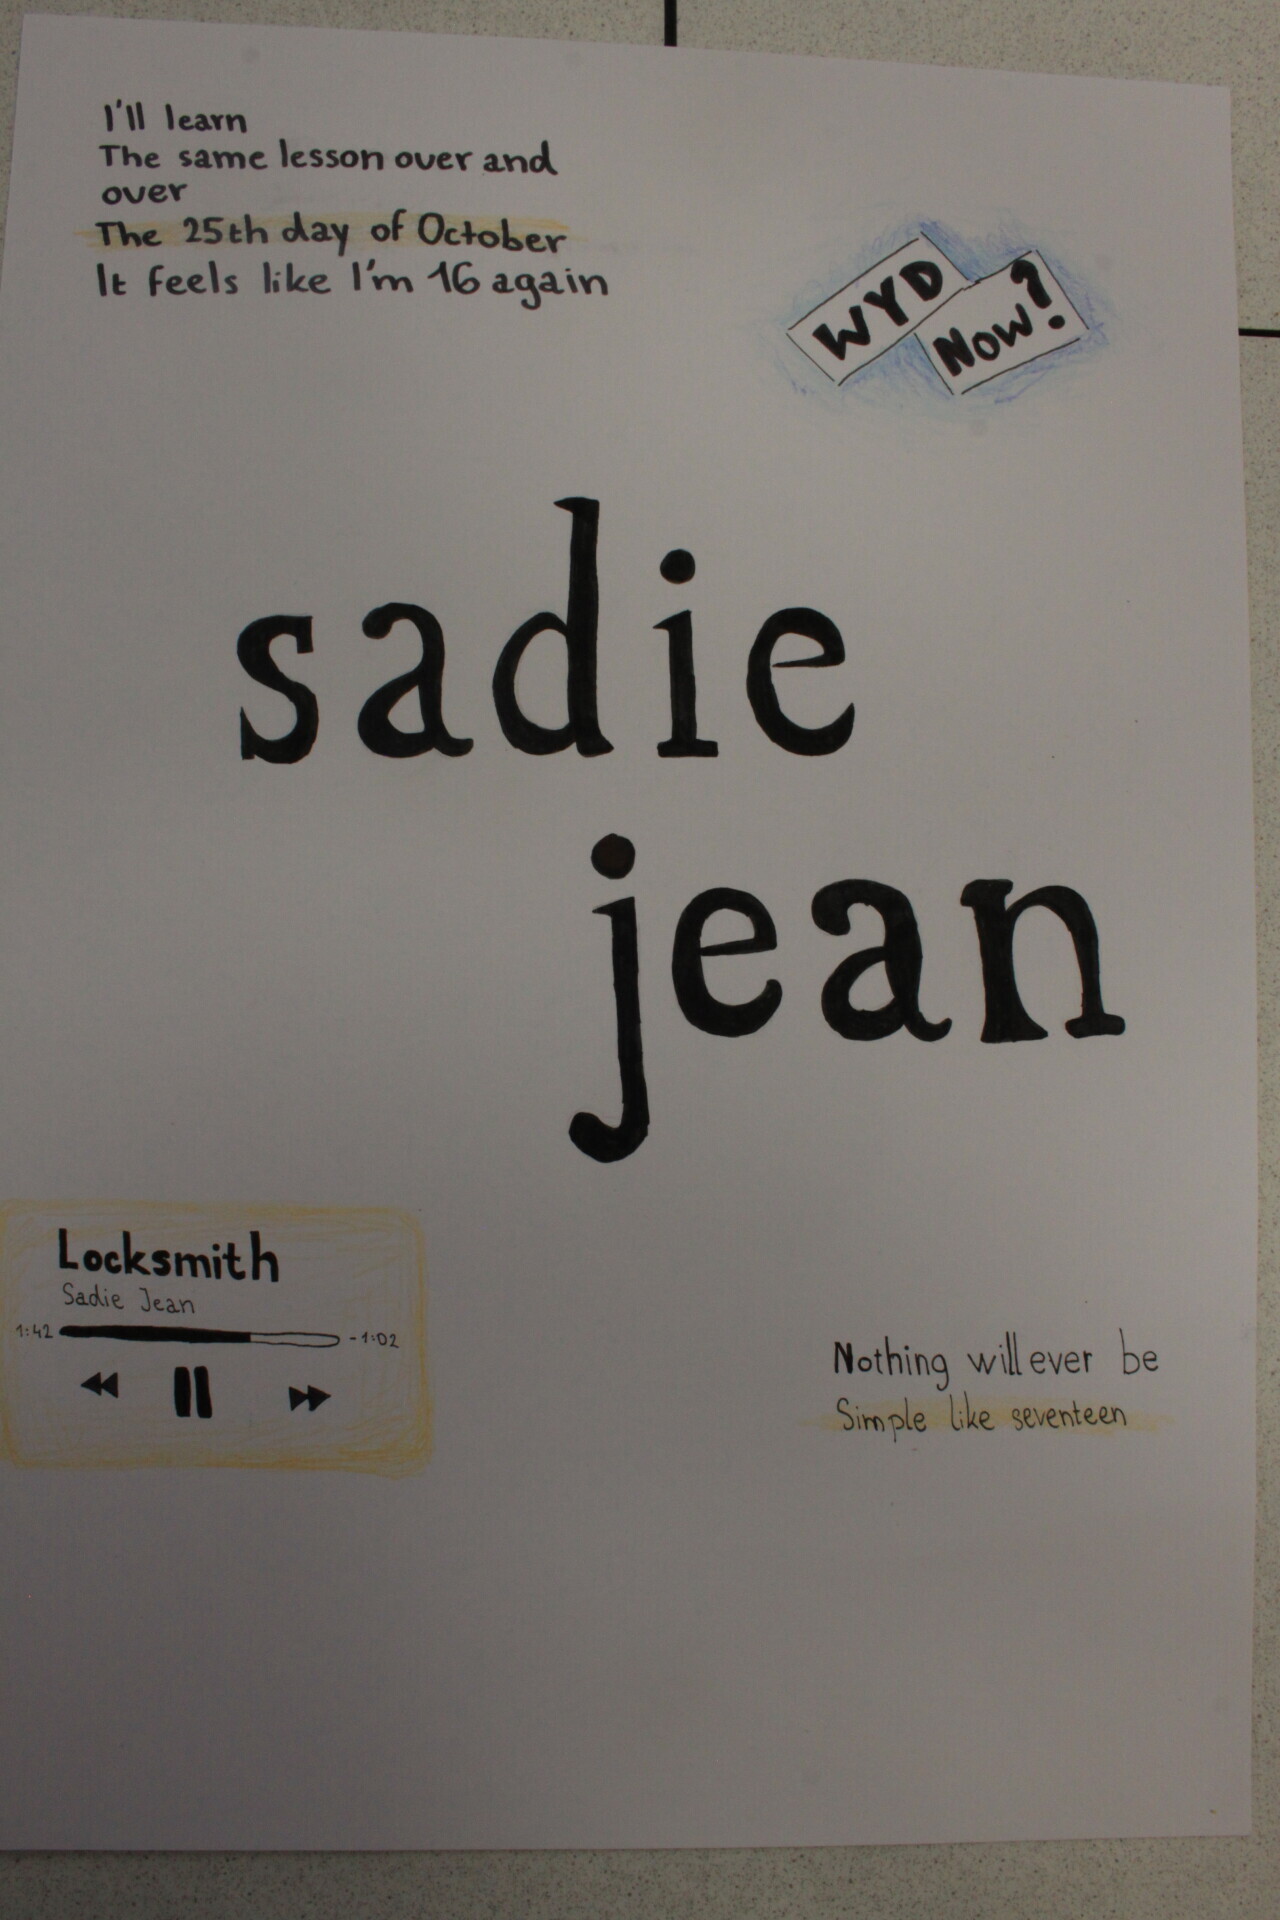 I'll learn
The same lesson over and
over
The 25th day of October
It feels like I'm 16 again
WYD
Now?
sadie
jean
Locksmith
Sadie Jean
1:42 -1:02
Nothing will ever be
Simple like seventeen